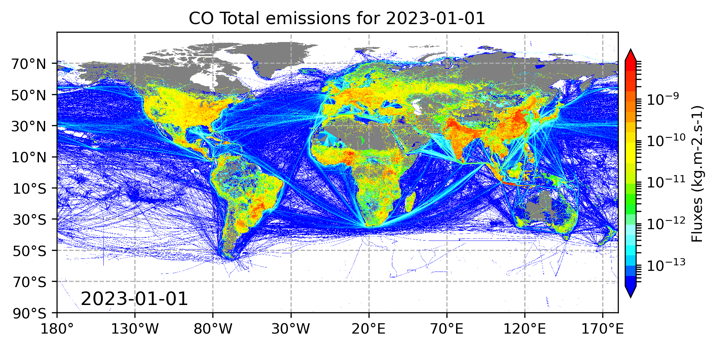 CO Total emissions for 2023-01-01
70°N
50°N
30°N
10°N
10°S
30°S
50°S
70°S
90°S
2023-01-01
180 130°W 80°W 30°W 20°E 70°E 120°E 170°E
10⁻⁹
10⁻¹⁰
10⁻¹¹
10⁻¹²
10⁻¹³
Fluxes (kg.m-2.s-1)